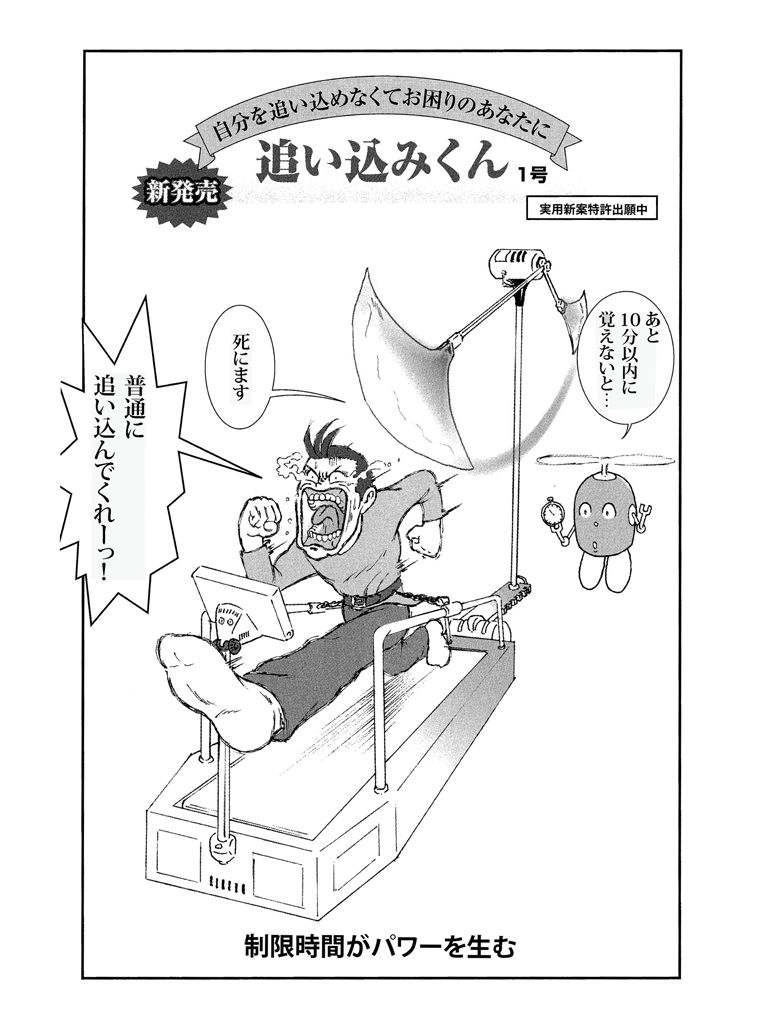 自分を追い込めなくてお困りのあなたに
追い込みくん 1号
新発売
実用新案特許出願中
あと
10分以内に
覚えないと…
死にます
普通に
追い込んでくれーっ!
制限時間がパワーを生む